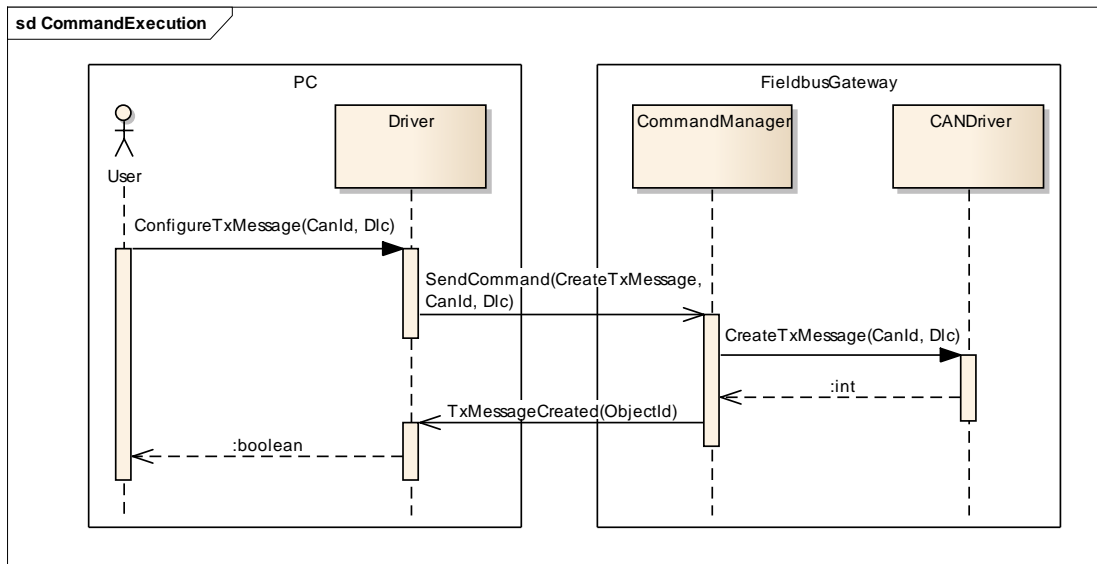 sd CommandExecution
PC
FieldbusGateway
User
Driver
CommandManager
CANDriver
ConfigureTxMessage(CanId, Dlc)
SendCommand(CreateTxMessage,
CanId, Dlc)
CreateTxMessage(CanId, Dlc)
:int
TxMessageCreated(ObjectId)
:boolean